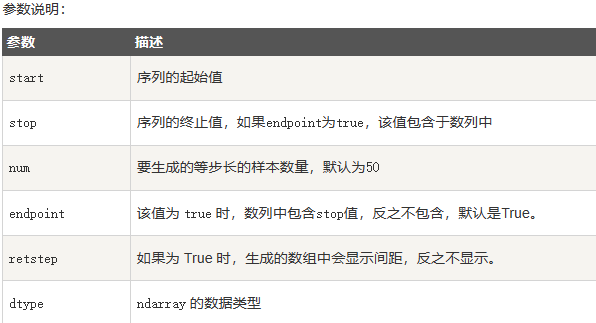 参数说明：
参数 描述
start 序列的起始值
stop 序列的终止值，如果endpoint为true，该值包含于数列中
num 要生成的等步长的样本数量，默认为50
endpoint 该值为 true 时，数列中包含stop值，反之不包含，默认是True。
retstep 如果为 True 时，生成的数组中会显示间距，反之不显示。
dtype ndarray 的数据类型